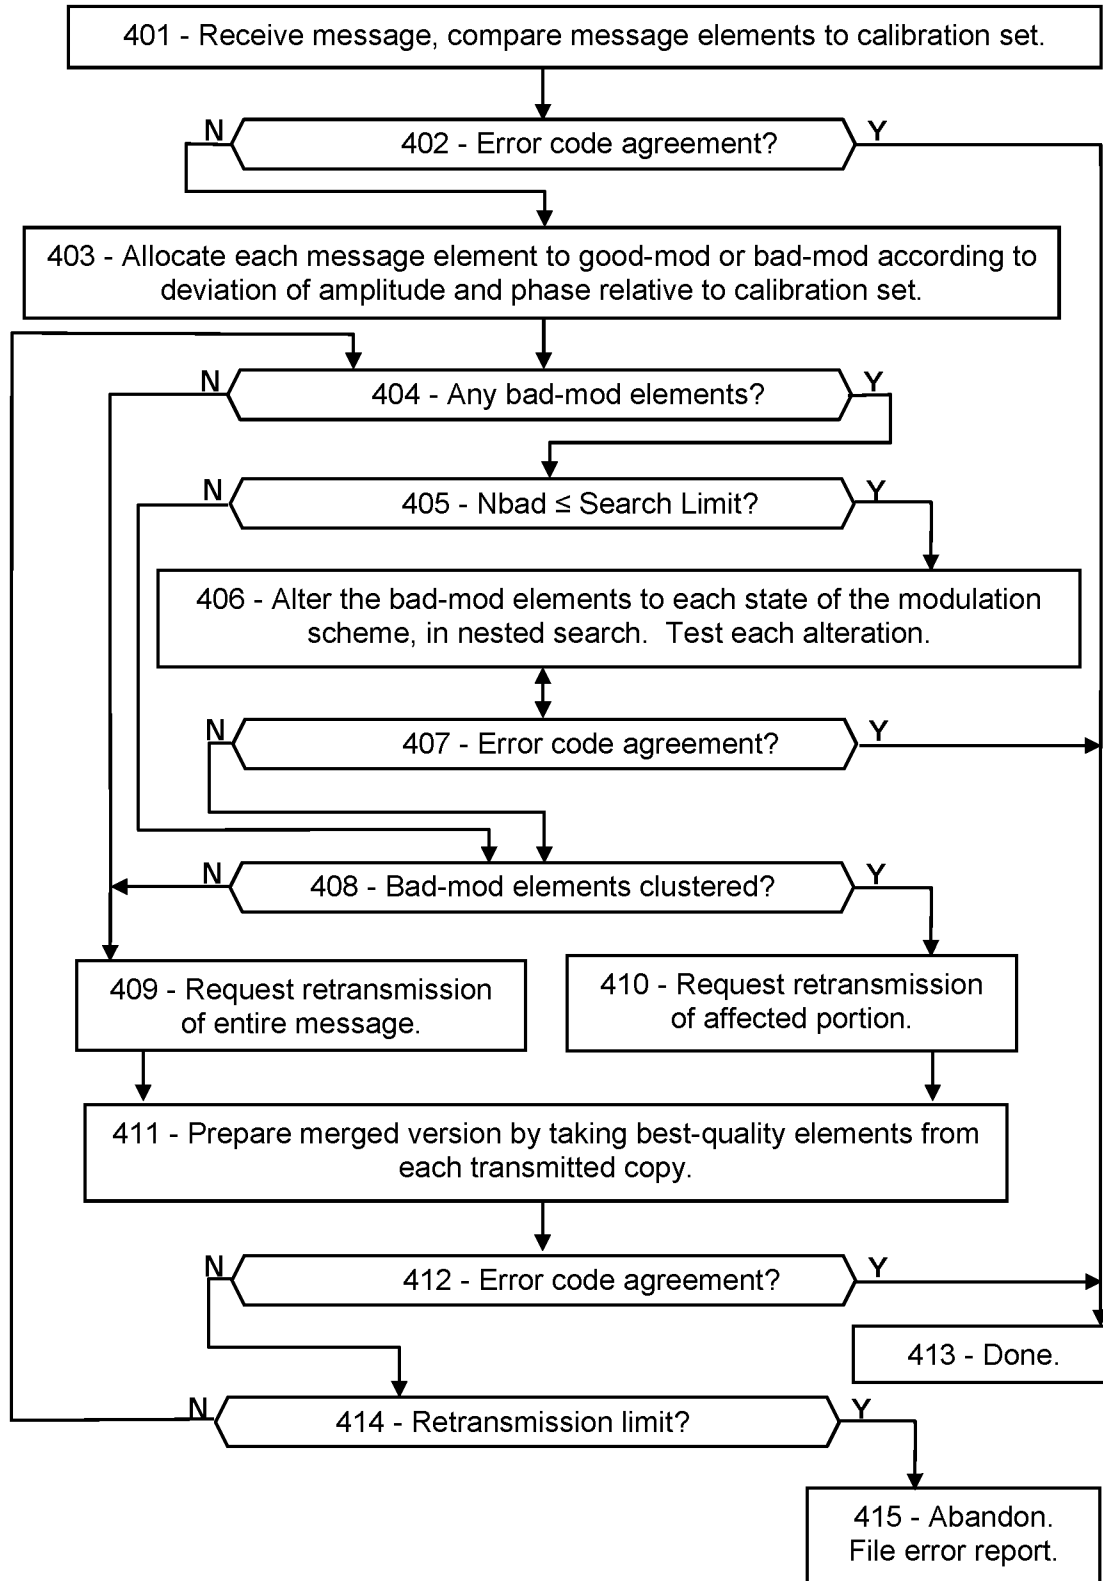 401 - Receive message, compare message elements to calibration set.
N
402 - Error code agreement?
Y
403 - Allocate each message element to good-mod or bad-mod according to
deviation of amplitude and phase relative to calibration set.
N
404 - Any bad-mod elements?
Y
N
405 - Nbad ≤ Search Limit?
Y
406 - Alter the bad-mod elements to each state of the modulation
scheme, in nested search.  Test each alteration.
N
407 - Error code agreement?
Y
N
408 - Bad-mod elements clustered?
Y
409 - Request retransmission
of entire message.
410 - Request retransmission
of affected portion.
411 - Prepare merged version by taking best-quality elements from
each transmitted copy.
N
412 - Error code agreement?
Y
413 - Done.
N
414 - Retransmission limit?
Y
415 - Abandon.
File error report.